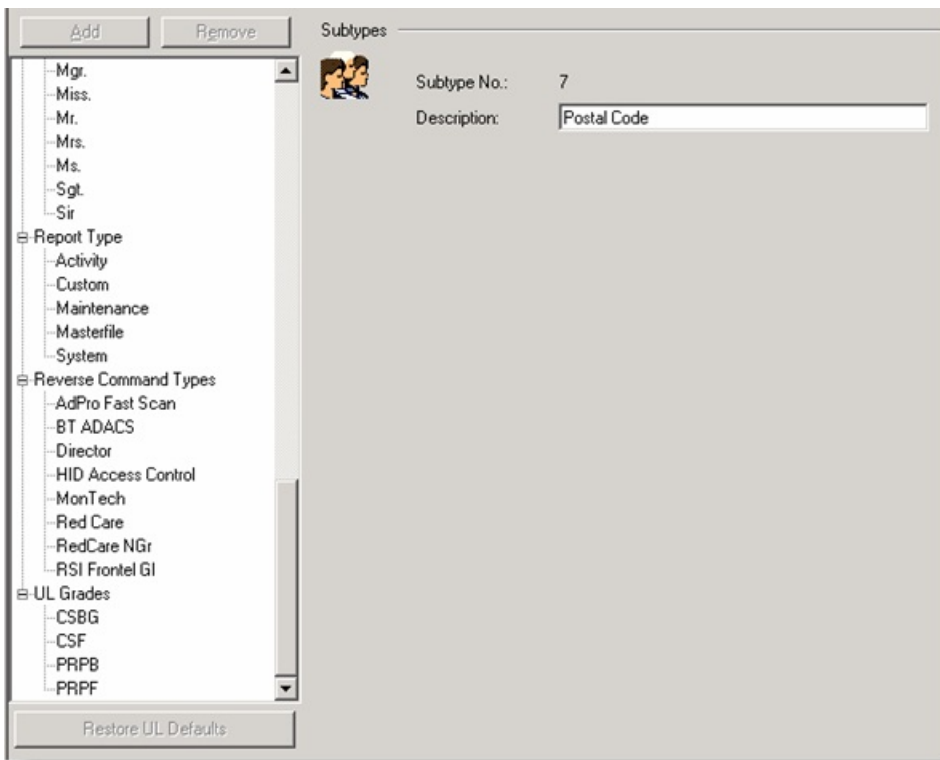 Add Remove Subtypes
Mgr.
Miss.
Mr.
Mrs.
Ms.
Sgt.
Sir
Report Type
Activity
Custom
Maintenance
Masterfile
System
Reverse Command Types
AdPro Fast Scan
BT ADACS
Director
HID Access Control
MonTech
Red Care
RedCare NGr
RSI Frontel GI
UL Grades
CSBG
CSF
PRPB
PRPF
Restore UL Defaults
Subtype No.: 7
Description: Postal Code